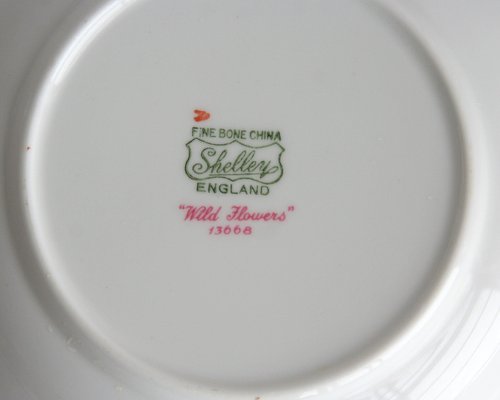 FINE BONE CHINA
Shelley
ENGLAND
"Wild Flowers"
13668